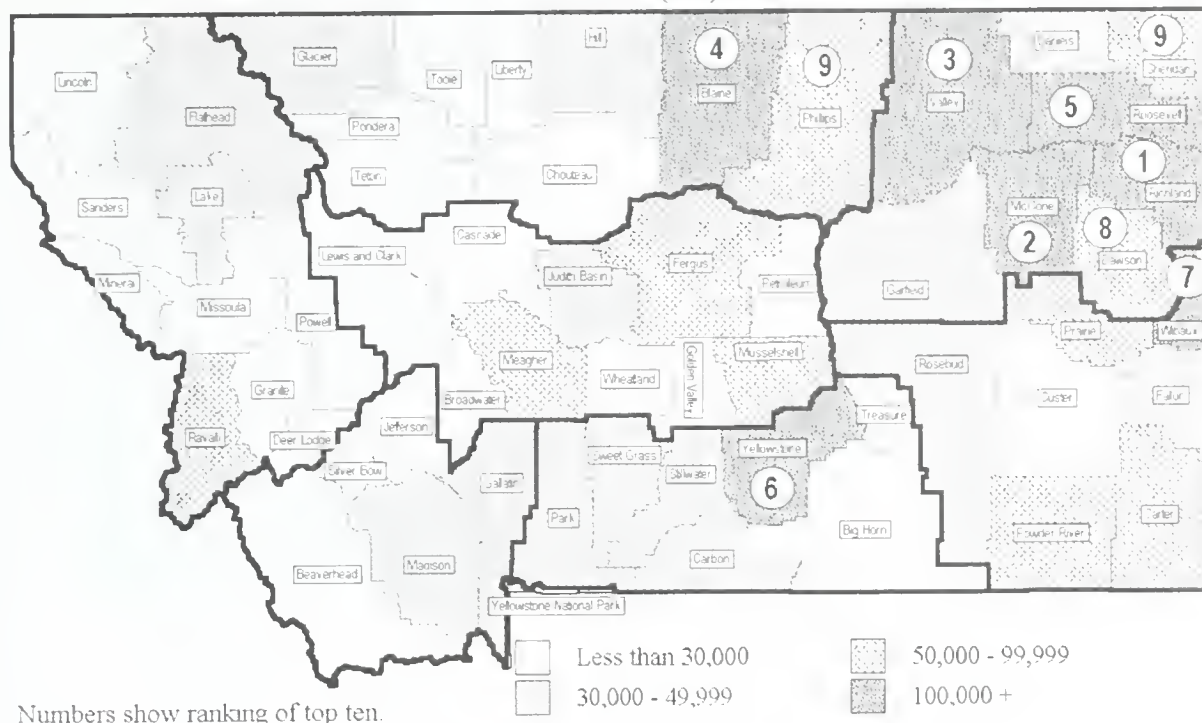 Hill
Daniels
4
3
9
Glacier
9
Toole
Liberty
Sheridan
Lincoln
Blaine
Valley
5
Flathead
Phillips
Roosevelt
Pondera
1
Teton
Chouteau
Richland
Lake
McCone
Sanders
Cascade
2
8
Lewis and Clark
Fergus
Dawson
Judith Basin
7
Mineral
Petroleum
Garfield
Missoula
Powell
Prairie
Wibaux
Meagher
Musselshell
Wheatland
Golden Valley
Rosebud
Granite
Broadwater
Custer
Fallon
Treasure
Jefferson
Ravalli
Deer Lodge
Yellowstone
Sweet Grass
Silver Bow
Stillwater
Gallatin
6
Carter
Park
Big Horn
Powder River
Carbon
Madison
Beaverhead
Yellowstone National Park
Less than 30,000
50,000 - 99,999
30,000 - 49,999
100,000 +
Numbers show ranking of top ten.